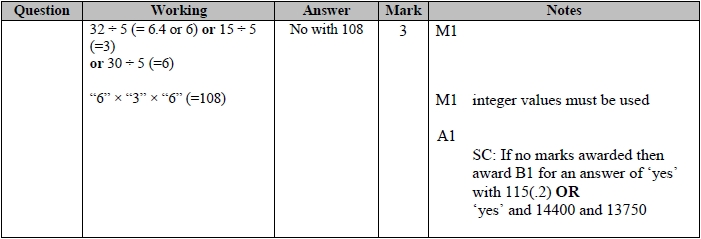 Question Working Answer Mark Notes
32 ÷ 5 (= 6.4 or 6) or 15 ÷ 5 No with 108 3 M1
(=3)
or 30 ÷ 5 (=6)
“6” × “3” × “6” (=108) M1 integer values must be used
A1
SC: If no marks awarded then
award B1 for an answer of ‘yes’
with 115(.2) OR
‘yes’ and 14400 and 13750